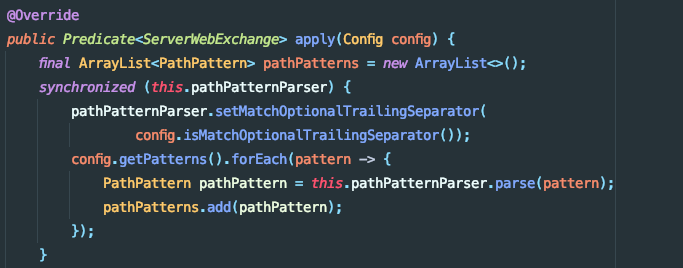 @Override
public Predicate<ServerWebExchange> apply(Config config) {
final ArrayList<PathPattern> pathPatterns = new ArrayList<>();
synchronized (this.pathPatternParser) {
pathPatternParser.setMatchOptionalTrailingSeparator(
config.isMatchOptionalTrailingSeparator());
config.getPatterns().forEach(pattern -> {
PathPattern pathPattern = this.pathPatternParser.parse(pattern);
pathPatterns.add(pathPattern);
});
}